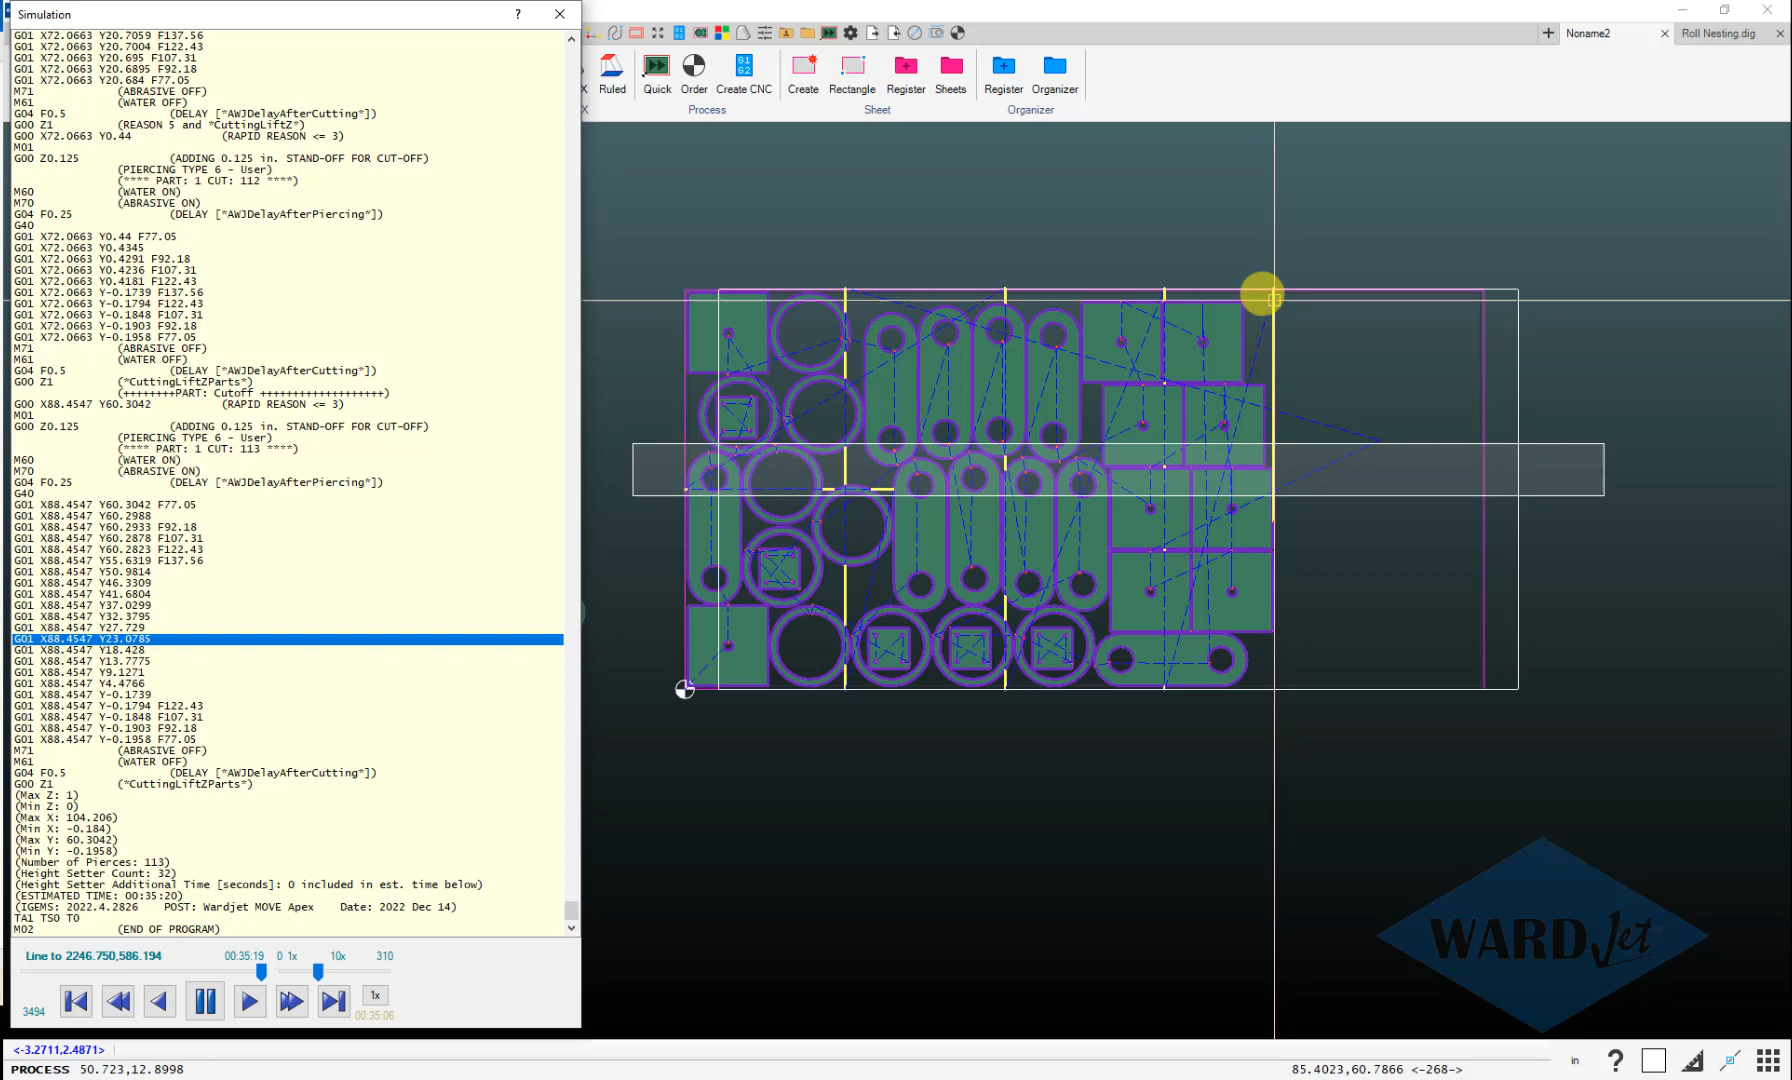 Simulation
?
G01 X72.0663 Y20.7059 F137.56
G01 X72.0663 Y20.7004 F122.43
G01 X72.0663 Y20.695 F107.31
G01 X72.0663 Y20.6895 F92.18
G01 X72.0663 Y20.684 F77.05
M71 (ABRASIVE OFF)
M61 (WATER OFF)
G04 F0.5 (DELAY [*AWJDelayAfterCutting*])
G00 Z1 (REASON 5 and *CuttingLiftZ*)
G00 X72.0663 Y0.44 (RAPID REASON <= 3)
M01
G00 Z0.125 (ADDING 0.125 in. STAND-OFF FOR CUT-OFF)
(PIERCING TYPE 6 - User)
(**** PART: 1 CUT: 112 ****)
M60 (WATER ON)
M70 (ABRASIVE ON)
G04 F0.25 (DELAY [*AWJDelayAfterPiercing*])
G40
G01 X72.0663 Y0.44 F77.05
G01 X72.0663 Y0.4345
G01 X72.0663 Y0.4291 F92.18
G01 X72.0663 Y0.4236 F107.31
G01 X72.0663 Y0.4181 F122.43
G01 X72.0663 Y-0.1739 F137.56
G01 X72.0663 Y-0.1794 F122.43
G01 X72.0663 Y-0.1848 F107.31
G01 X72.0663 Y-0.1903 F92.18
G01 X72.0663 Y-0.1958 F77.05
M71 (ABRASIVE OFF)
M61 (WATER OFF)
G04 F0.5 (DELAY [*AWJDelayAfterCutting*])
G00 Z1 (*CuttingLiftZParts*)
(++++++++PART: Cutoff +++++++++++++++++++)
G00 X88.4547 Y60.3042 (RAPID REASON <= 3)
M01
G00 Z0.125 (ADDING 0.125 in. STAND-OFF FOR CUT-OFF)
(PIERCING TYPE 6 - User)
(**** PART: 1 CUT: 113 ****)
M60 (WATER ON)
M70 (ABRASIVE ON)
G04 F0.25 (DELAY [*AWJDelayAfterPiercing*])
G40
G01 X88.4547 Y60.3042 F77.05
G01 X88.4547 Y60.2988
G01 X88.4547 Y60.2933 F92.18
G01 X88.4547 Y60.2878 F107.31
G01 X88.4547 Y60.2823 F122.43
G01 X88.4547 Y55.6319 F137.56
G01 X88.4547 Y50.9814
G01 X88.4547 Y46.3309
G01 X88.4547 Y41.6804
G01 X88.4547 Y37.0299
G01 X88.4547 Y32.3795
G01 X88.4547 Y27.729
G01 X88.4547 Y23.0785
G01 X88.4547 Y18.428
G01 X88.4547 Y13.7775
G01 X88.4547 Y9.1271
G01 X88.4547 Y4.4766
G01 X88.4547 Y-0.1739
G01 X88.4547 Y-0.1794 F122.43
G01 X88.4547 Y-0.1848 F107.31
G01 X88.4547 Y-0.1903 F92.18
G01 X88.4547 Y-0.1958 F77.05
M71 (ABRASIVE OFF)
M61 (WATER OFF)
G04 F0.5 (DELAY [*AWJDelayAfterCutting*])
G00 Z1 (*CuttingLiftZParts*)
(Max Z: 1)
(Min Z: 0)
(Max X: 104.206)
(Min X: -0.184)
(Max Y: 60.3042)
(Min Y: -0.1958)
(Number of Pierces: 113)
(Height Setter Count: 32)
(Height Setter Additional Time [seconds]: 0 included in est. time below)
(ESTIMATED TIME: 00:35:20)
(IGEMS: 2022.4.2826 POST: Wardjet MOVE Apex Date: 2022 Dec 14)
TA1 TS0 T0
M02 (END OF PROGRAM)
Line to 2246.750,586.194 00:35:19 0 1x 10x 310
1x
3494 00:35:06
Noname2
Roll Nesting.dig
X Ruled Quick Order Create CNC Create Rectangle Register Sheets Register Organizer
X Process Sheet Organizer
WARDJet
<-3.2711,2.4871>
PROCESS 50.723,12.8998
85.4023,60.7866 <-268->
in
?